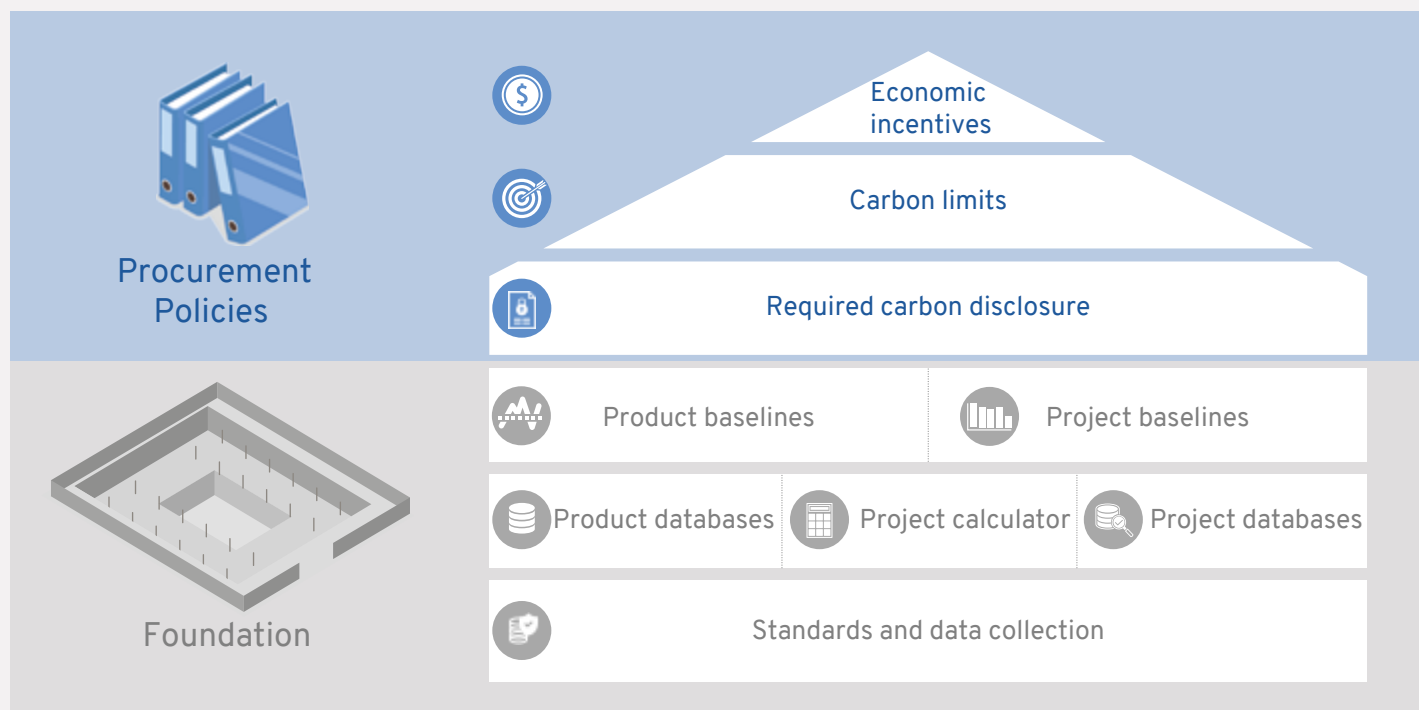 Procurement
Policies
$
Economic
incentives
Carbon limits
Required carbon disclosure
Foundation
Product baselines
Project baselines
Product databases
Project calculator
Project databases
Standards and data collection